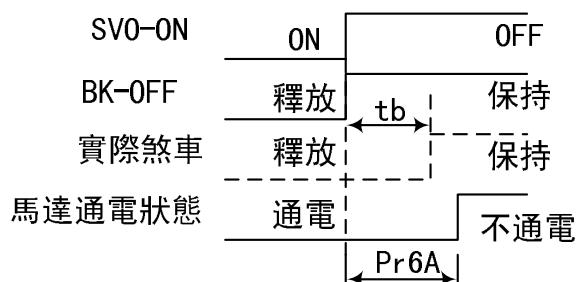 SVO-ON ON OFF
BK-OFF 釋放 tb 保持
實際煞車 釋放 保持
馬達通電狀態 通電 不通電
Pr6A